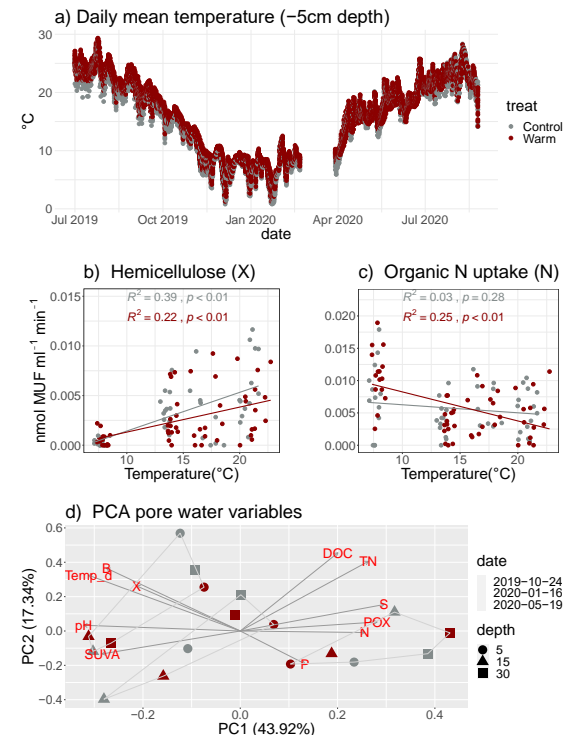 a) Daily mean temperature (−5cm depth)
30
20
10
0
°C
Jul 2019
Oct 2019
Jan 2020
Apr 2020
Jul 2020
date
treat
Control
Warm
b) Hemicellulose (X)
R² = 0.39 , p < 0.01
R² = 0.22 , p < 0.01
0.015
0.010
0.005
0.000
nmol MUF ml⁻¹ min⁻¹
10
15
20
Temperature(°C)
c) Organic N uptake (N)
R² = 0.03 , p = 0.28
R² = 0.25 , p < 0.01
0.020
0.015
0.010
0.005
0.000
10
15
20
Temperature(°C)
d) PCA pore water variables
0.6
0.4
0.2
0.0
−0.2
−0.4
PC2 (17.34%)
DOC
TN
B
Temp_d
X
S
POX
pH
N
SUVA
P
−0.2
0.0
0.2
0.4
PC1 (43.92%)
date
2019−10−24
2020−01−16
2020−05−19
depth
5
15
30